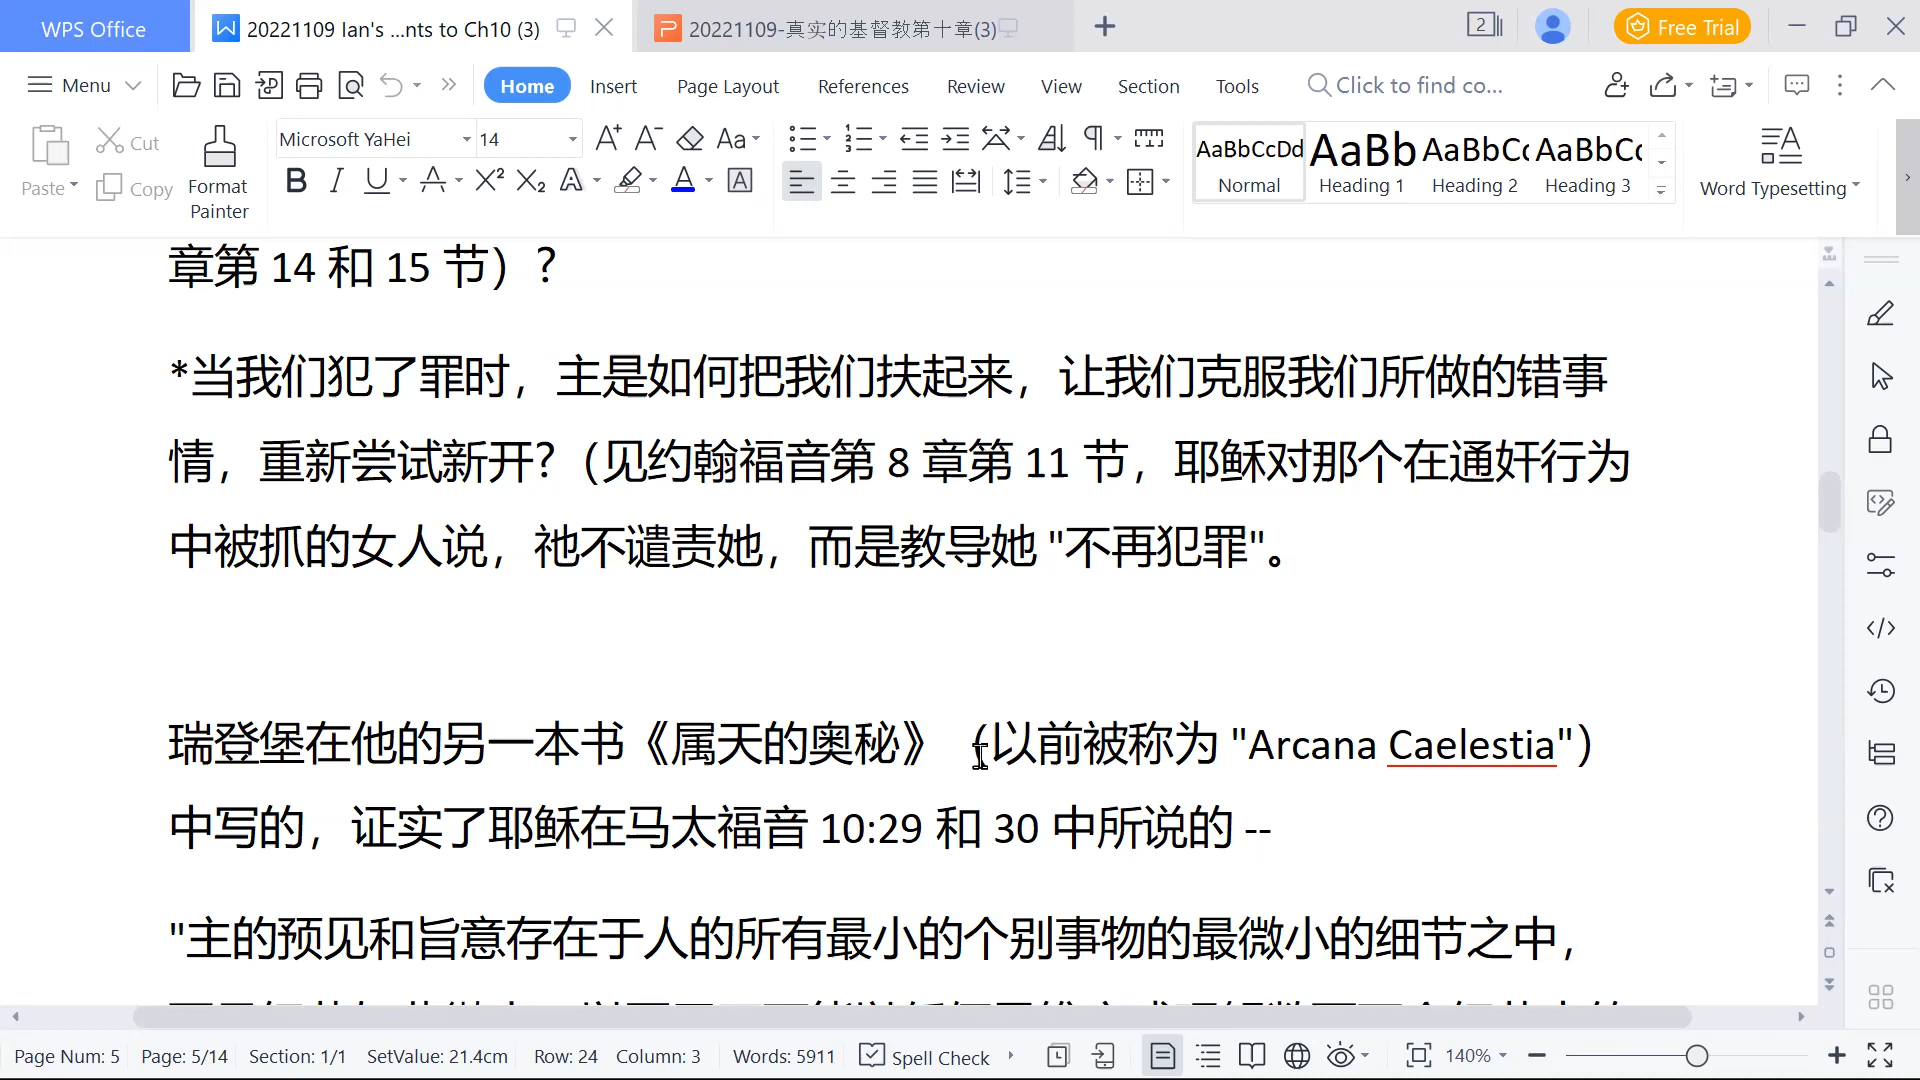 WPS Office
20221109 Ian's ...nts to Ch10 (3)
20221109-真实的基督教第十章(3)
2
Free Trial
Menu
Home
Insert
Page Layout
References
Review
View
Section
Tools
Click to find co...
Paste
Cut
Copy
Format
Painter
Microsoft YaHei
14
AaBbCcDd
Normal
AaBb
Heading 1
AaBbCc
Heading 2
AaBbCc
Heading 3
Word Typesetting
章第 14 和 15 节）?
*当我们犯了罪时，主是如何把我们扶起来，让我们克服我们所做的错事
情，重新尝试新开?（见约翰福音第 8 章第 11 节，耶稣对那个在通奸行为
中被抓的女人说，祂不谴责她，而是教导她 "不再犯罪"。
瑞登堡在他的另一本书《属天的奥秘》（以前被称为 "Arcana Caelestia"）
中写的，证实了耶稣在马太福音 10:29 和 30 中所说的 --
"主的预见和旨意存在于人的所有最小的个别事物的最微小的细节之中，
Page Num: 5
Page: 5/14
Section: 1/1
SetValue: 21.4cm
Row: 24
Column: 3
Words: 5911
Spell Check
140%